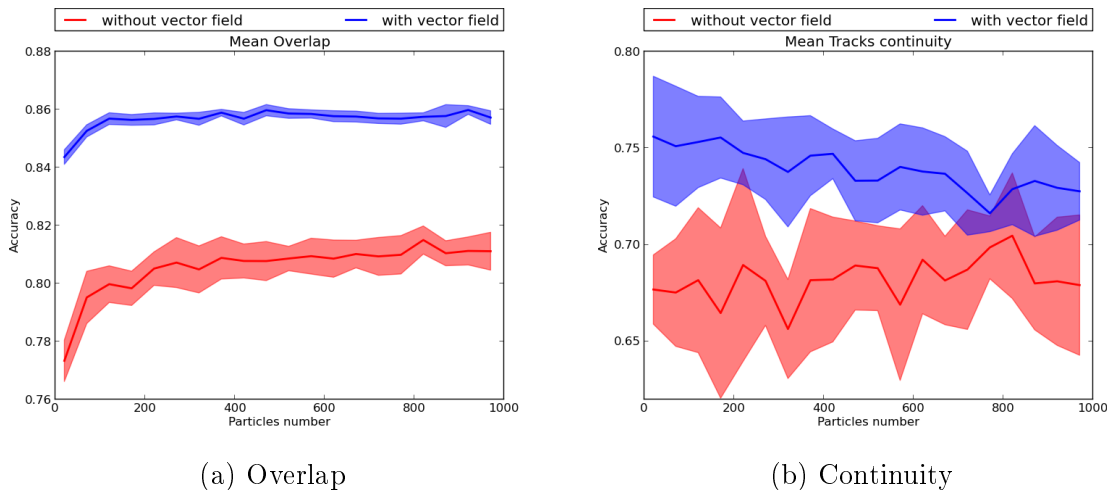 without vector field with vector field
Mean Overlap
0.88
0.86
0.84
0.82
0.80
0.78
0.76
Accuracy
0 200 400 600 800 1000
Particles number
(a) Overlap
without vector field with vector field
Mean Tracks continuity
0.80
0.75
0.70
0.65
Accuracy
0 200 400 600 800 1000
Particles number
(b) Continuity